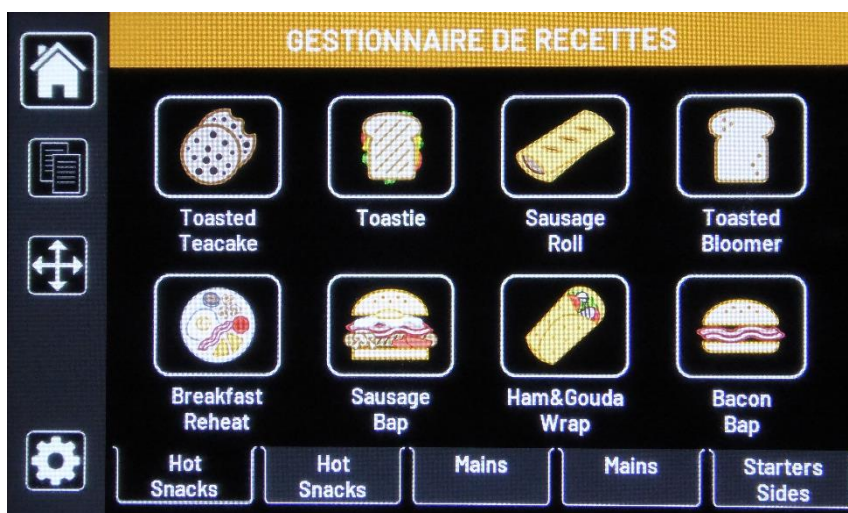 GESTIONNAIRE DE RECETTES
Toasted
Teacake
Toastie
Sausage
Roll
Toasted
Bloomer
Breakfast
Reheat
Sausage
Bap
Ham&Gouda
Wrap
Bacon
Bap
Hot
Snacks
Hot
Snacks
Mains
Mains
Starters
Sides